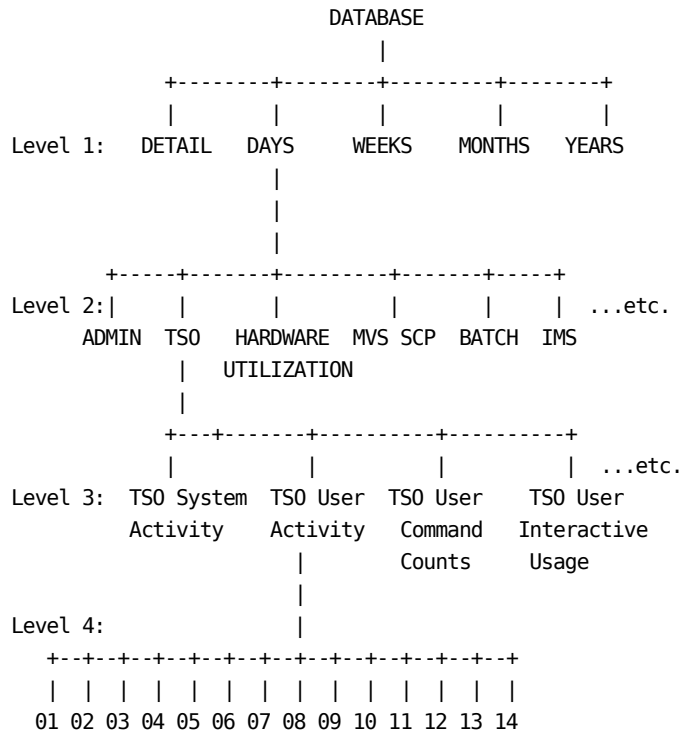 DATABASE
|
+--------+--------+---------+--------+
| | | | |
Level 1: DETAIL DAYS WEEKS MONTHS YEARS
|
|
|
+-----+-------+---------+-------+-----+
Level 2:| | | | | | ...etc.
ADMIN TSO HARDWARE MVS SCP BATCH IMS
| UTILIZATION
|
+---+-------+----------+----------+
| | | | ...etc.
Level 3: TSO System TSO User TSO User TSO User
Activity Activity Command Interactive
| Counts Usage
|
Level 4: |
+--+--+--+--+--+--+--+--+--+--+--+--+--+
| | | | | | | | | | | | | |
01 02 03 04 05 06 07 08 09 10 11 12 13 14